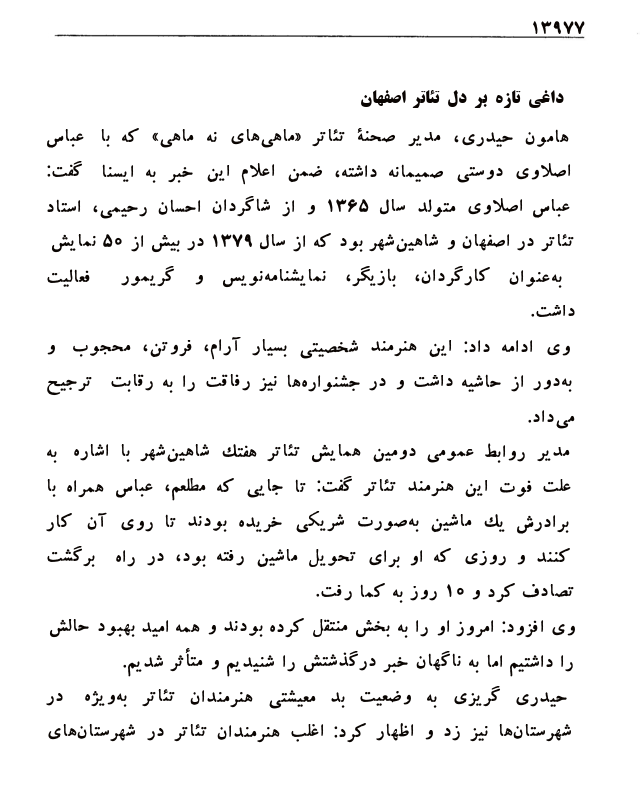 ۱۳۹۷۷
داغی تازه بر دل تئاتر اصفهان
هامون حیدری، مدیر صحنهٔ تئاتر «ماهی‌های نه ماهی» که با عباس
اصلاوی دوستی صمیمانه داشته، ضمن اعلام این خبر به ایسنا گفت:
عباس اصلاوی متولد سال ۱۳۶۵ و از شاگردان احسان رحیمی، استاد
تئاتر در اصفهان و شاهین‌شهر بود که از سال ۱۳۷۹ در بیش از ۵۰ نمایش
به‌عنوان کارگردان، بازیگر، نمایشنامه‌نویس و گریمور فعالیت
داشت.
وی ادامه داد: این هنرمند شخصیتی بسیار آرام، فروتن، محجوب و
به‌دور از حاشیه داشت و در جشنواره‌ها نیز رفاقت را به رقابت ترجیح
می‌داد.
مدیر روابط عمومی دومین همایش تئاتر هفتك شاهین‌شهر با اشاره به
علت فوت این هنرمند تئاتر گفت: تا جایی که مطلعم، عباس همراه با
برادرش یك ماشین به‌صورت شریکی خریده بودند تا روی آن کار
کنند و روزی که او برای تحویل ماشین رفته بود، در راه برگشت
تصادف کرد و ۱۰ روز به کما رفت.
وی افزود: امروز او را به بخش منتقل کرده بودند و همه امید بهبود حالش
را داشتیم اما به ناگهان خبر درگذشتش را شنیدیم و متأثر شدیم.
حیدری گریزی به وضعیت بد معیشتی هنرمندان تئاتر به‌ویژه در
شهرستان‌ها نیز زد و اظهار کرد: اغلب هنرمندان تئاتر در شهرستان‌های